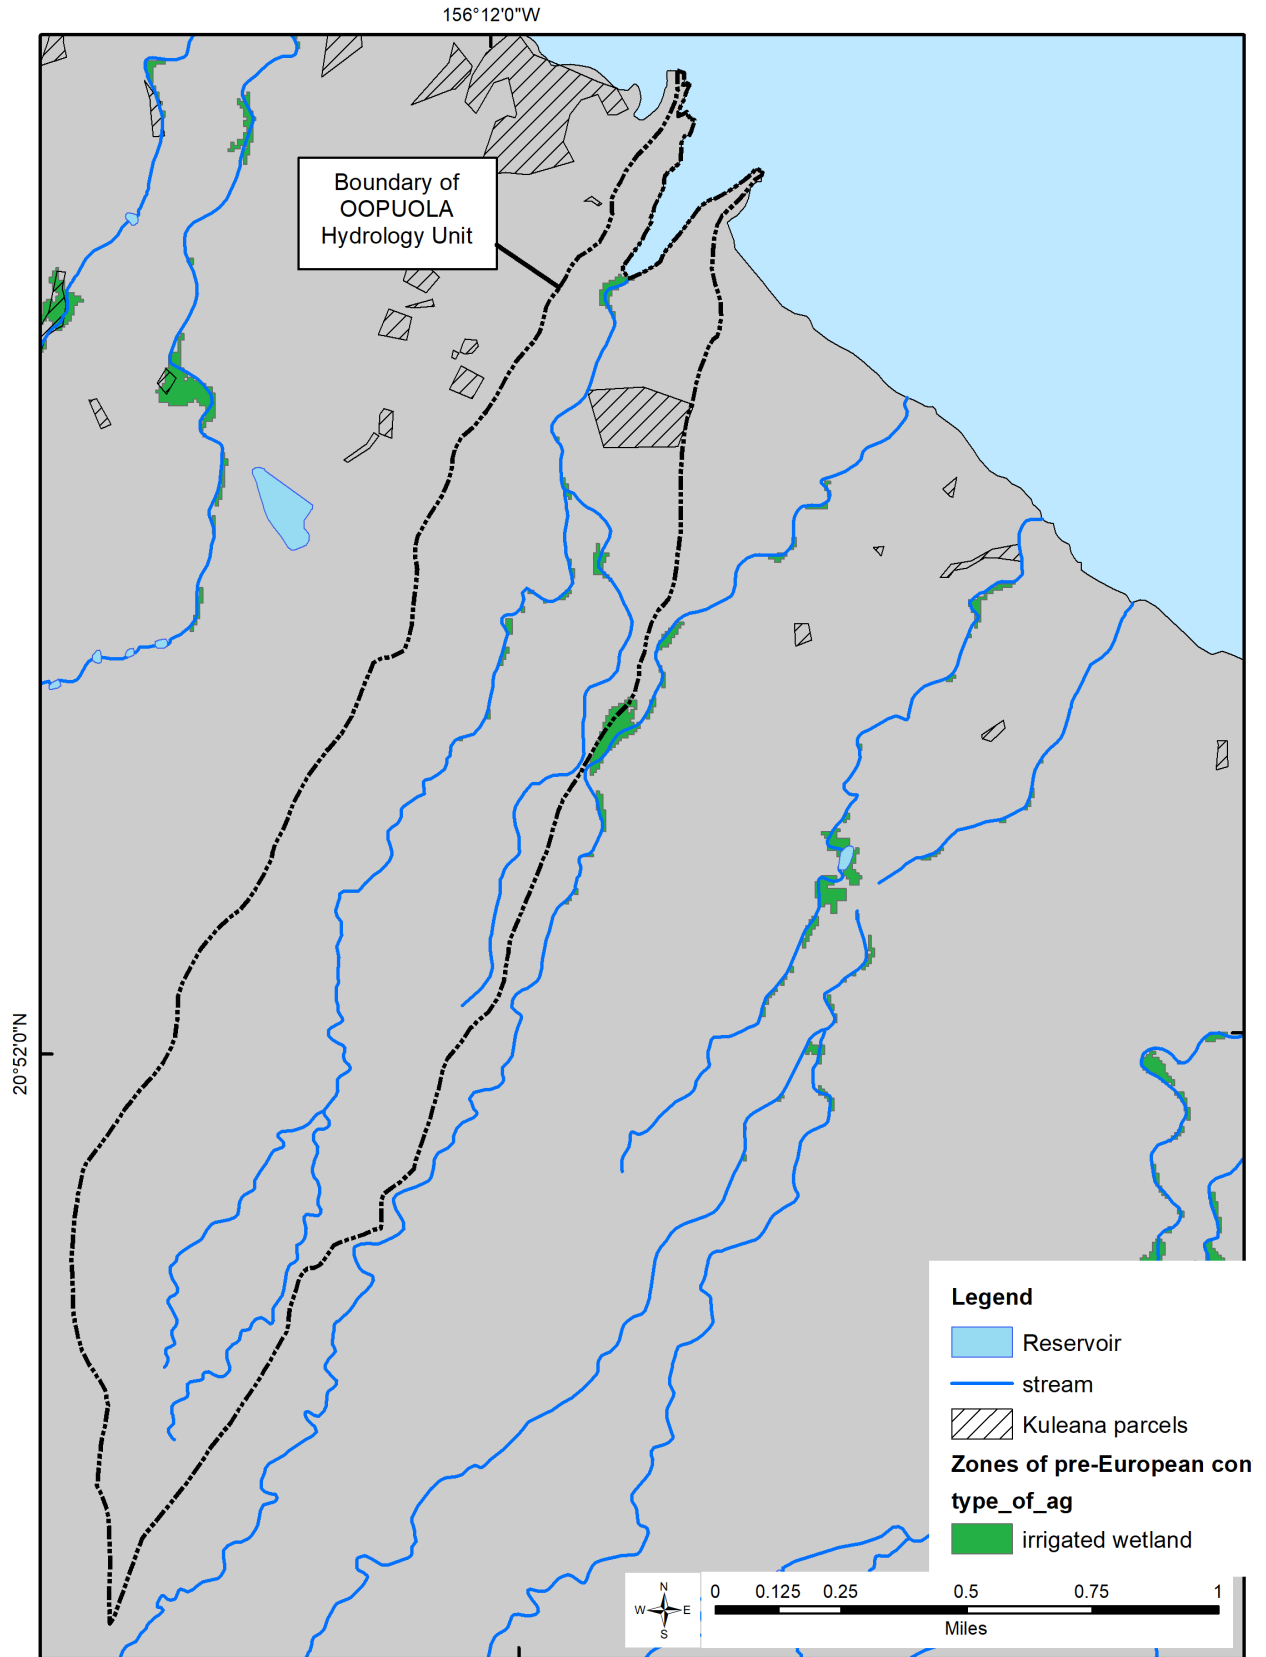 156°12'0"W
Boundary of
OOPUOLA
Hydrology Unit
20°52'0"N
Legend
Reservoir
stream
Kuleana parcels
Zones of pre-European con
type_of_ag
irrigated wetland
N
W E
S
0 0.125 0.25 0.5 0.75 1
Miles